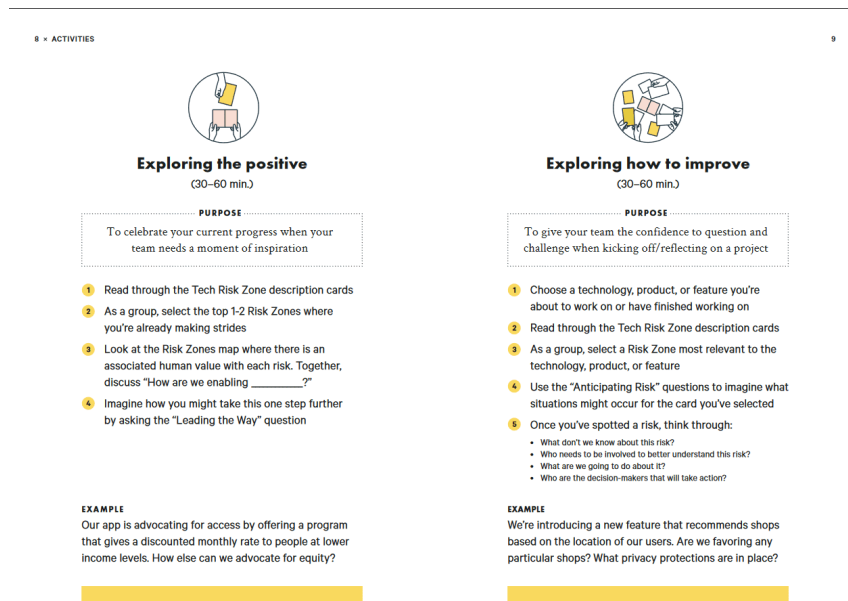 8 × ACTIVITIES
Exploring the positive
(30–60 min.)
PURPOSE
To celebrate your current progress when your
team needs a moment of inspiration
1 Read through the Tech Risk Zone description cards
2 As a group, select the top 1-2 Risk Zones where
you're already making strides
3 Look at the Risk Zones map where there is an
associated human value with each risk. Together,
discuss “How are we enabling _________?”
4 Imagine how you might take this one step further
by asking the “Leading the Way” question
EXAMPLE
Our app is advocating for access by offering a program
that gives a discounted monthly rate to people at lower
income levels. How else can we advocate for equity?
9
Exploring how to improve
(30–60 min.)
PURPOSE
To give your team the confidence to question and
challenge when kicking off/reflecting on a project
1 Choose a technology, product, or feature you're
about to work on or have finished working on
2 Read through the Tech Risk Zone description cards
3 As a group, select a Risk Zone most relevant to the
technology, product, or feature
4 Use the “Anticipating Risk” questions to imagine what
situations might occur for the card you've selected
5 Once you've spotted a risk, think through:
• What don't we know about this risk?
• Who needs to be involved to better understand this risk?
• What are we going to do about it?
• Who are the decision-makers that will take action?
EXAMPLE
We're introducing a new feature that recommends shops
based on the location of our users. Are we favoring any
particular shops? What privacy protections are in place?